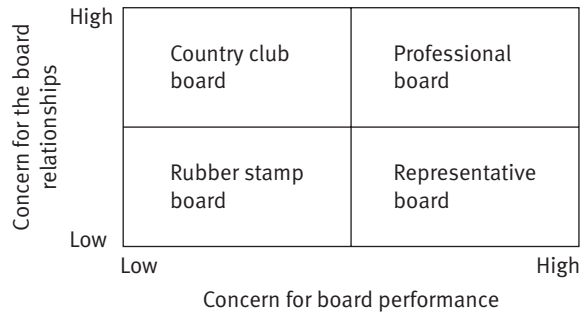 High
Country club
board
Professional
board
Concern for the board
relationships
Rubber stamp
board
Representative
board
Low
Low
High
Concern for board performance